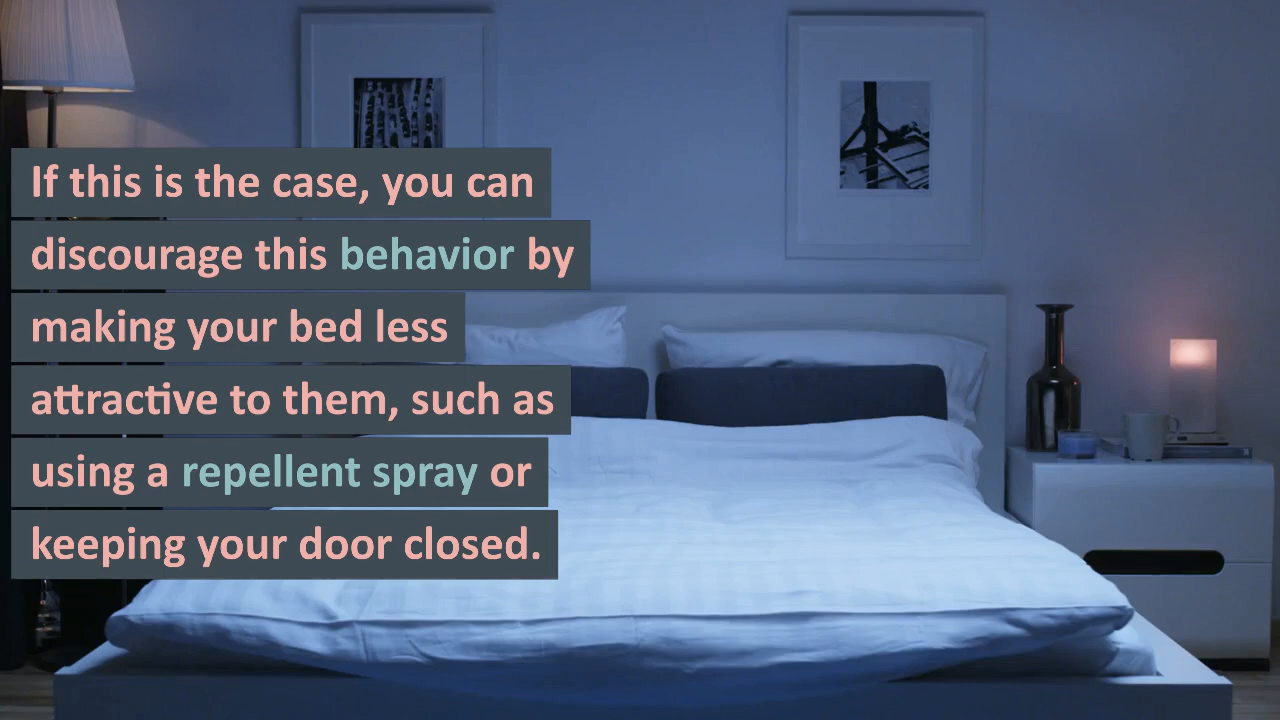 If this is the case, you can
discourage this behavior by
making your bed less
attractive to them, such as
using a repellent spray or
keeping your door closed.